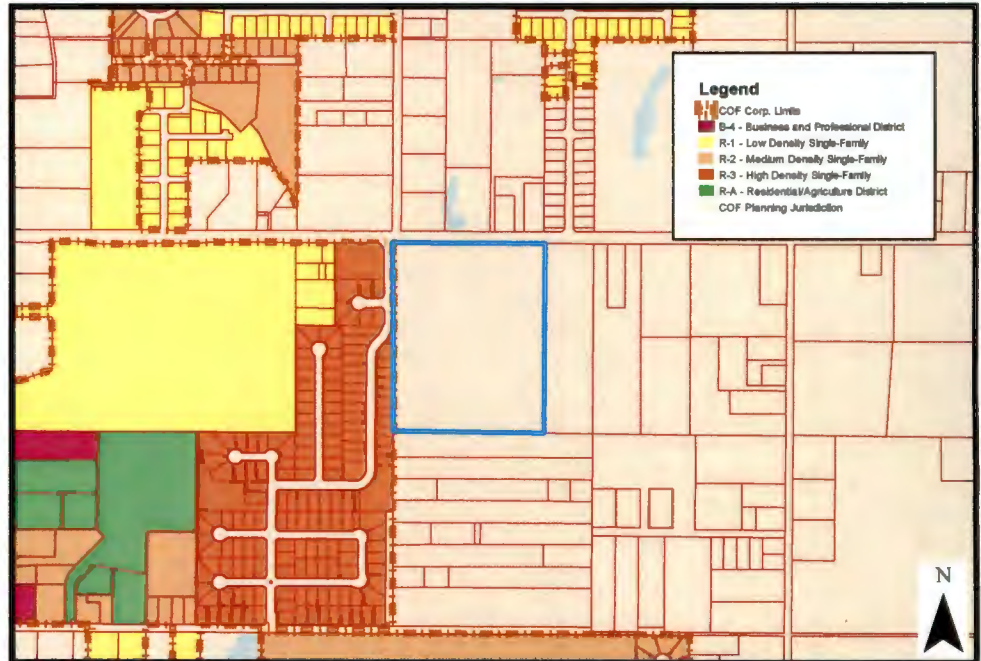 Legend
COF Corp. Limits
B-4 - Business and Professional District
R-1 - Low Density Single-Family
R-2 - Medium Density Single-Family
R-3 - High Density Single-Family
R-A - Residential/Agriculture District
COF Planning Jurisdiction
N